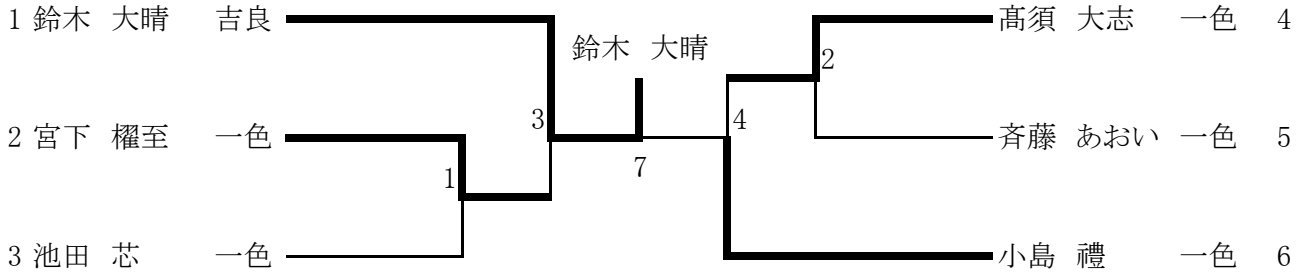 1 鈴木 大晴 吉良
髙須 大志 一色 4
鈴木 大晴
2
3
4
2 宮下 櫂至 一色
斉藤 あおい 一色 5
7
1
3 池田 芯 一色
小島 禮 一色 6